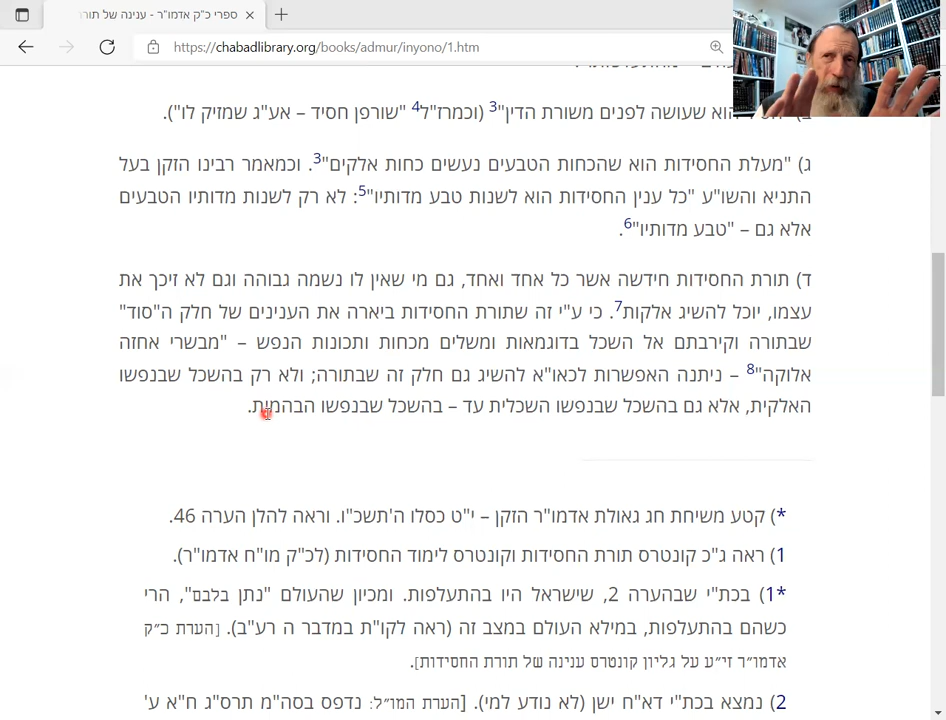 ספרי כ"ק אדמו"ר - ענינה של תורו
https://chabadlibrary.org/books/admur/inyono/1.htm
הוא שעושה לפנים משורת הדין"3 (וכמרז"ל4 "שורפן חסיד – אע"ג שמזיק לו").
ג) "מעלת החסידות הוא שהכחות הטבעים נעשים כחות אלקים"3. וכמאמר רבינו הזקן בעל
התניא והשו"ע "כל ענין החסידות הוא לשנות טבע מדותיו"5: לא רק לשנות מדותיו הטבעים
אלא גם – "טבע מדותיו"6.
ד) תורת החסידות חידשה אשר כל אחד ואחד, גם מי שאין לו נשמה גבוהה וגם לא זיכך את
עצמו, יוכל להשיג אלקות7. כי ע"י זה שתורת החסידות ביארה את הענינים של חלק ה"סוד"
שבתורה וקירבתם אל השכל בדוגמאות ומשלים מכחות ותכונות הנפש – "מבשרי אחזה
אלוקה"8 – ניתנה האפשרות לכאו"א להשיג גם חלק זה שבתורה; ולא רק בהשכל שבנפשו
האלקית, אלא גם בהשכל שבנפשו השכלית עד – בהשכל שבנפשו הבהמית.
*) קטע משיחת חג גאולת אדמו"ר הזקן – י"ט כסלו ה'תשכ"ו. וראה להלן הערה 46.
1) ראה ג"כ קונטרס תורת החסידות וקונטרס לימוד החסידות (לכ"ק מו"ח אדמו"ר).
1*) בכת"י שבהערה 2, שישראל היו בהתעלפות. ומכיון שהעולם "נתן בלבם", הרי
כשהם בהתעלפות, במילא העולם במצב זה (ראה לקו"ת במדבר ה רע"ב). [הערת כ"ק
אדמו"ר זי"ע על גליון קונטרס ענינה של תורת החסידות].
2) נמצא בכת"י דא"ח ישן (לא נודע למי). [הערת המו"ל: נדפס בסה"מ תרס"ג ח"א ע'